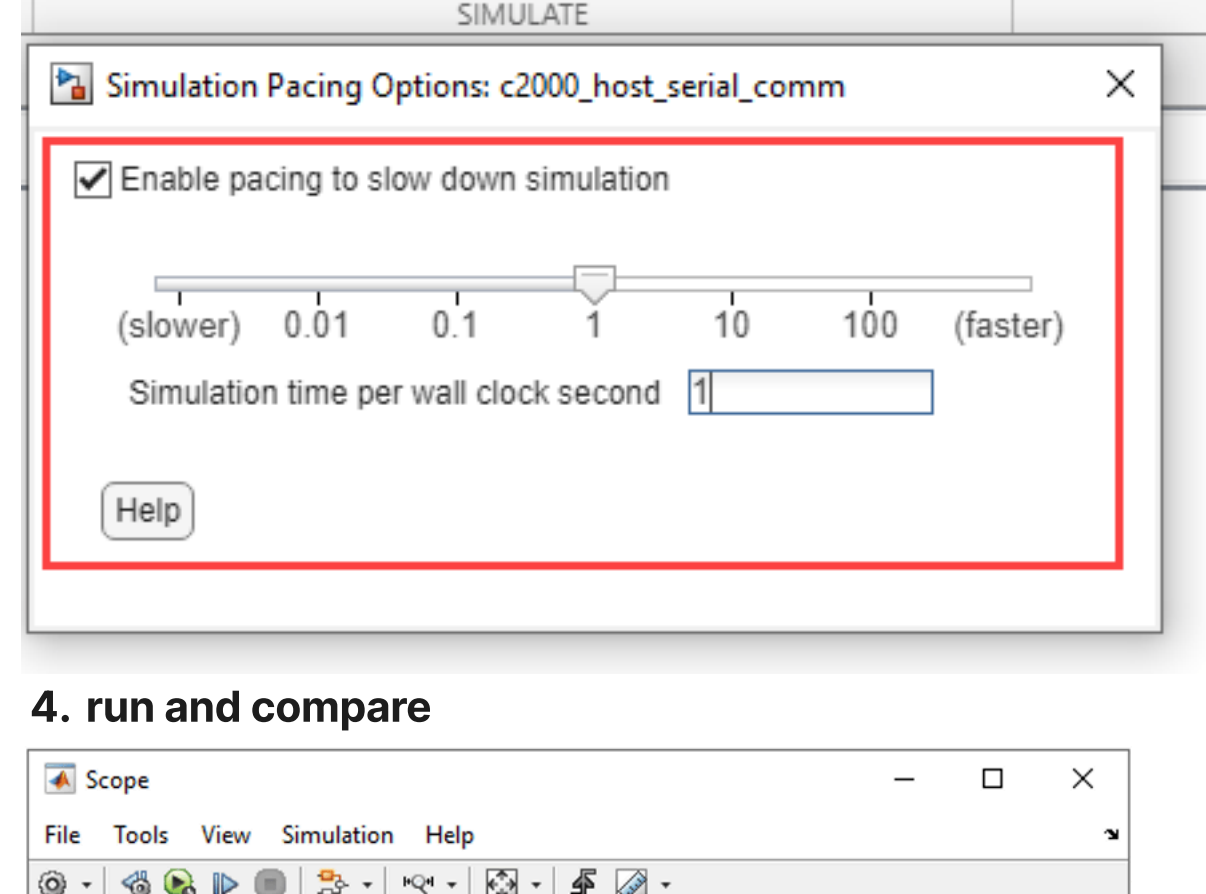 SIMULATE
Simulation Pacing Options: c2000_host_serial_comm
Enable pacing to slow down simulation
(slower) 0.01 0.1 1 10 100 (faster)
Simulation time per wall clock second 1
Help
4. run and compare
Scope
File Tools View Simulation Help